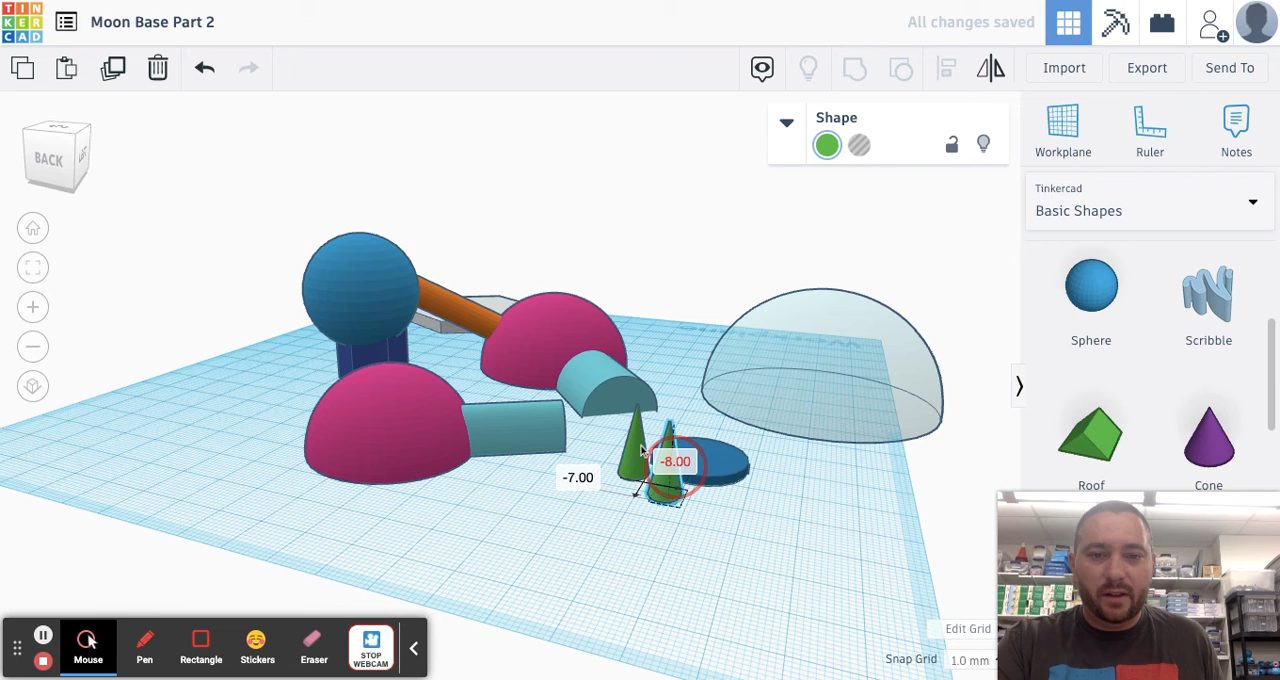 TIN
KER
CAD
Moon Base Part 2
All changes saved
Import
Export
Send To
Shape
Workplane
Ruler
Notes
Tinkercad
Basic Shapes
BACK
Sphere
Scribble
Roof
Cone
-8.00
-7.00
Edit Grid
Snap Grid
1.0 mm
Mouse
Pen
Rectangle
Stickers
Eraser
STOP
WEBCAM